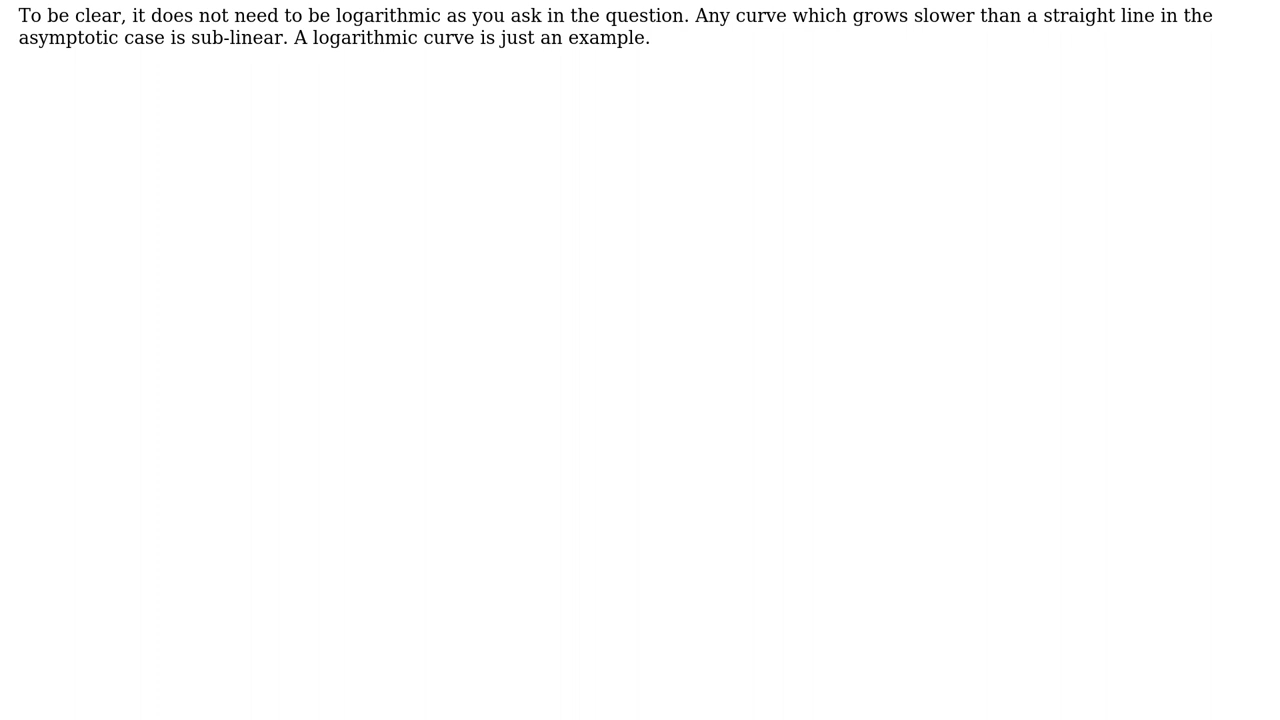 To be clear, it does not need to be logarithmic as you ask in the question. Any curve which grows slower than a straight line in the
asymptotic case is sub-linear. A logarithmic curve is just an example.